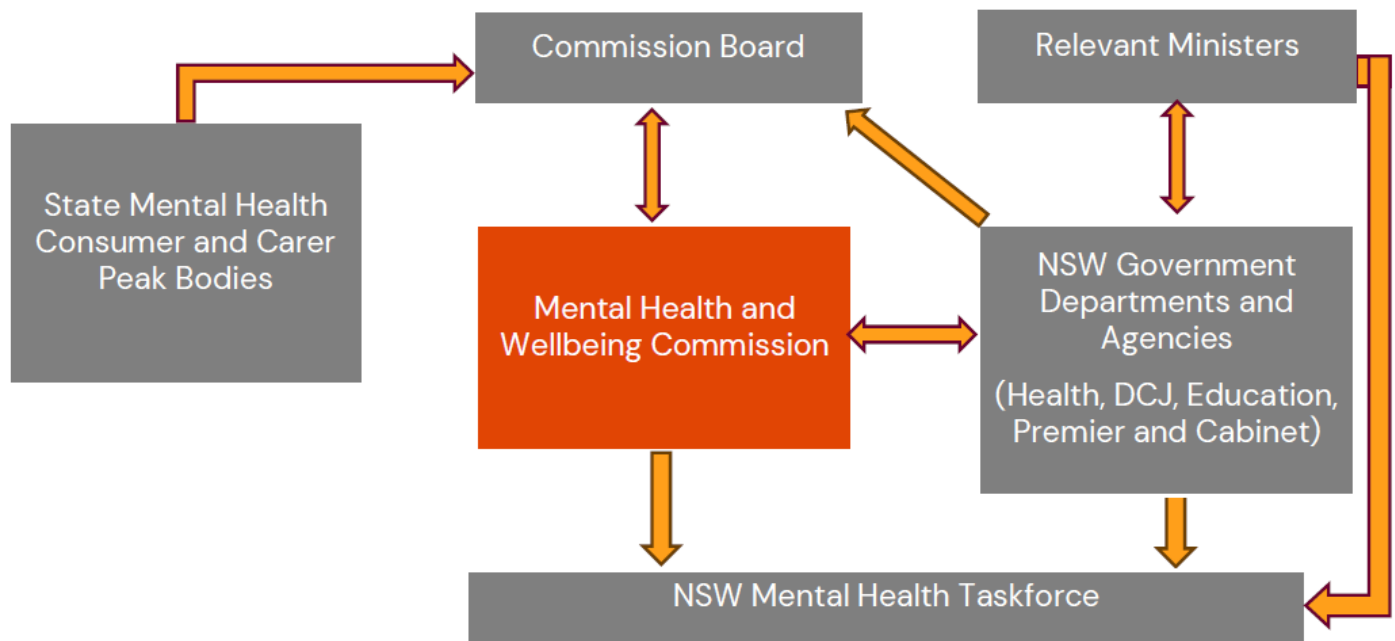 Commission Board
Relevant Ministers
State Mental Health
Consumer and Carer
Peak Bodies
Mental Health and
Wellbeing Commission
NSW Government
Departments and
Agencies
(Health, DCJ, Education,
Premier and Cabinet)
NSW Mental Health Taskforce